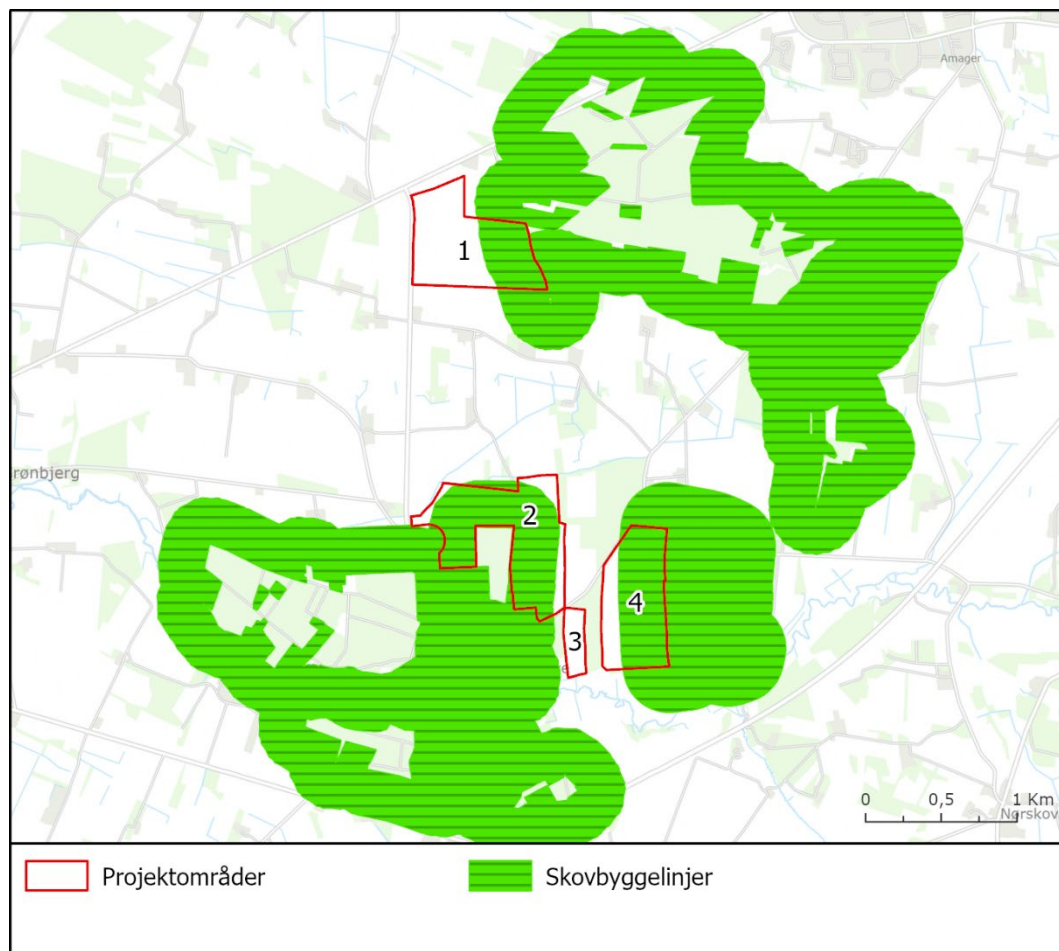 Amager
1
rønbjerg
2
4
3
0 0,5 1 Km
Nørskov
Projektområder
Skovbyggelinjer